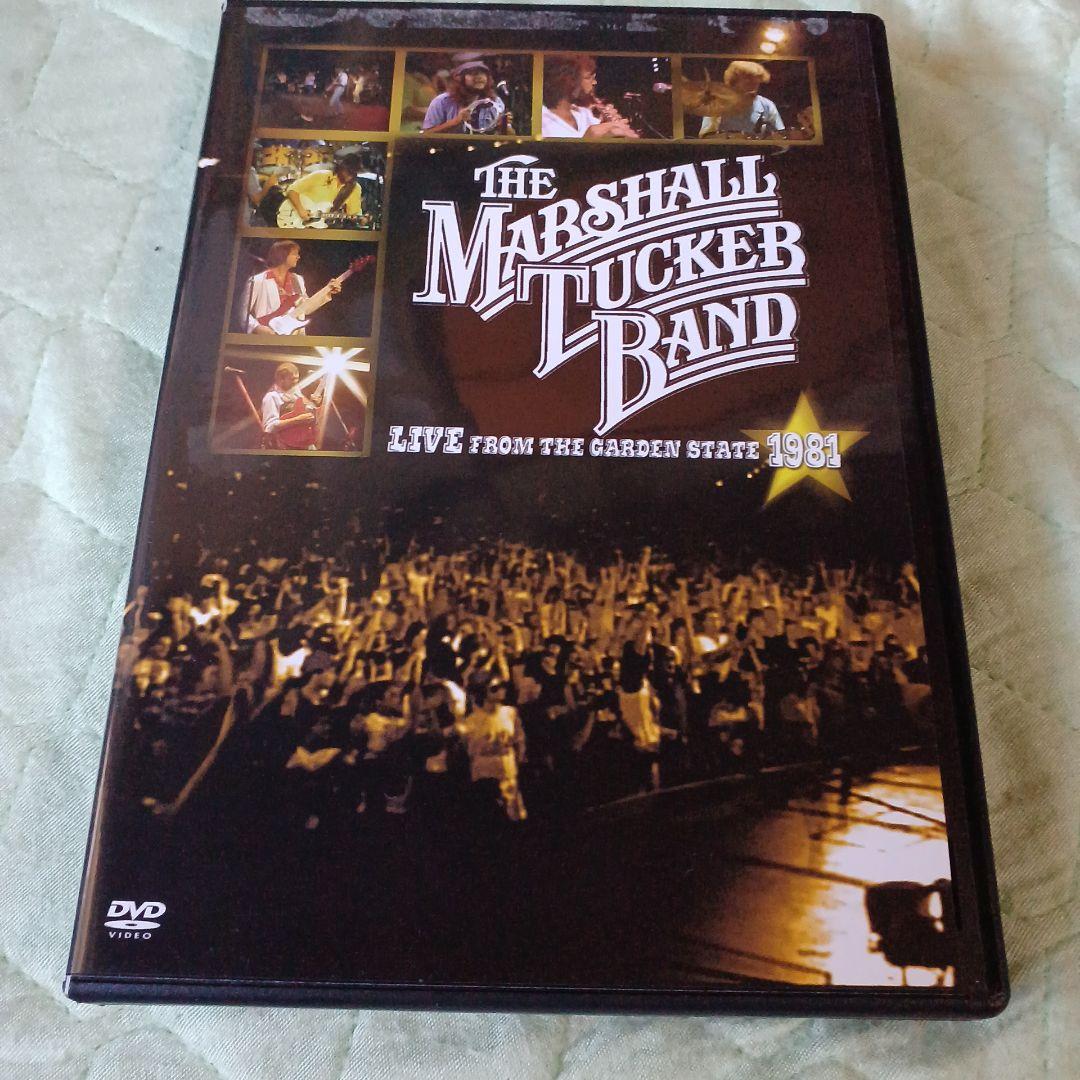 THE
MARSHALL
TUCKER
BAND
LIVE FROM THE GARDEN STATE 1981
DVD
VIDEO